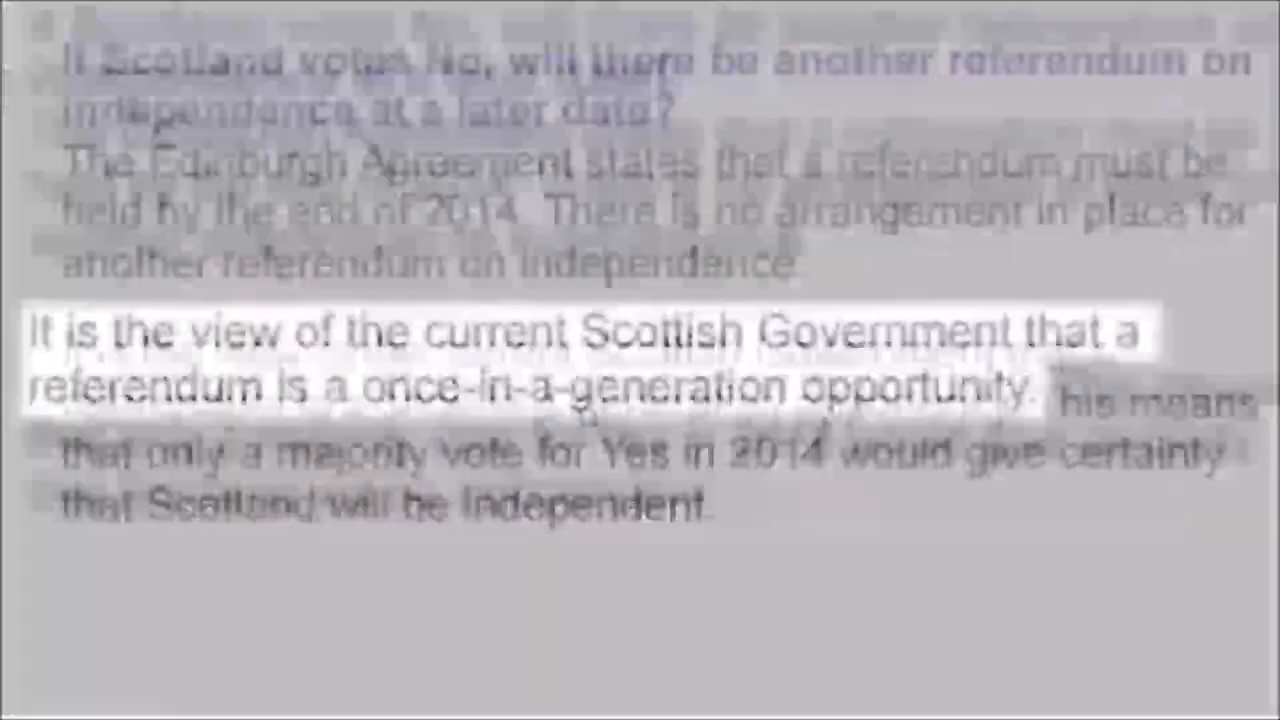 If Scotland votes No, will there be another referendum on
independence at a later date?
The Edinburgh Agreement states that a referendum must be
held by the end of 2014. There is no arrangement in place for
another referendum on independence
It is the view of the current Scottish Government that a
referendum is a once-in-a-generation opportunity. his means
that only a majority vote for Yes in 2014 would give certainty
that Scotland will be independent.